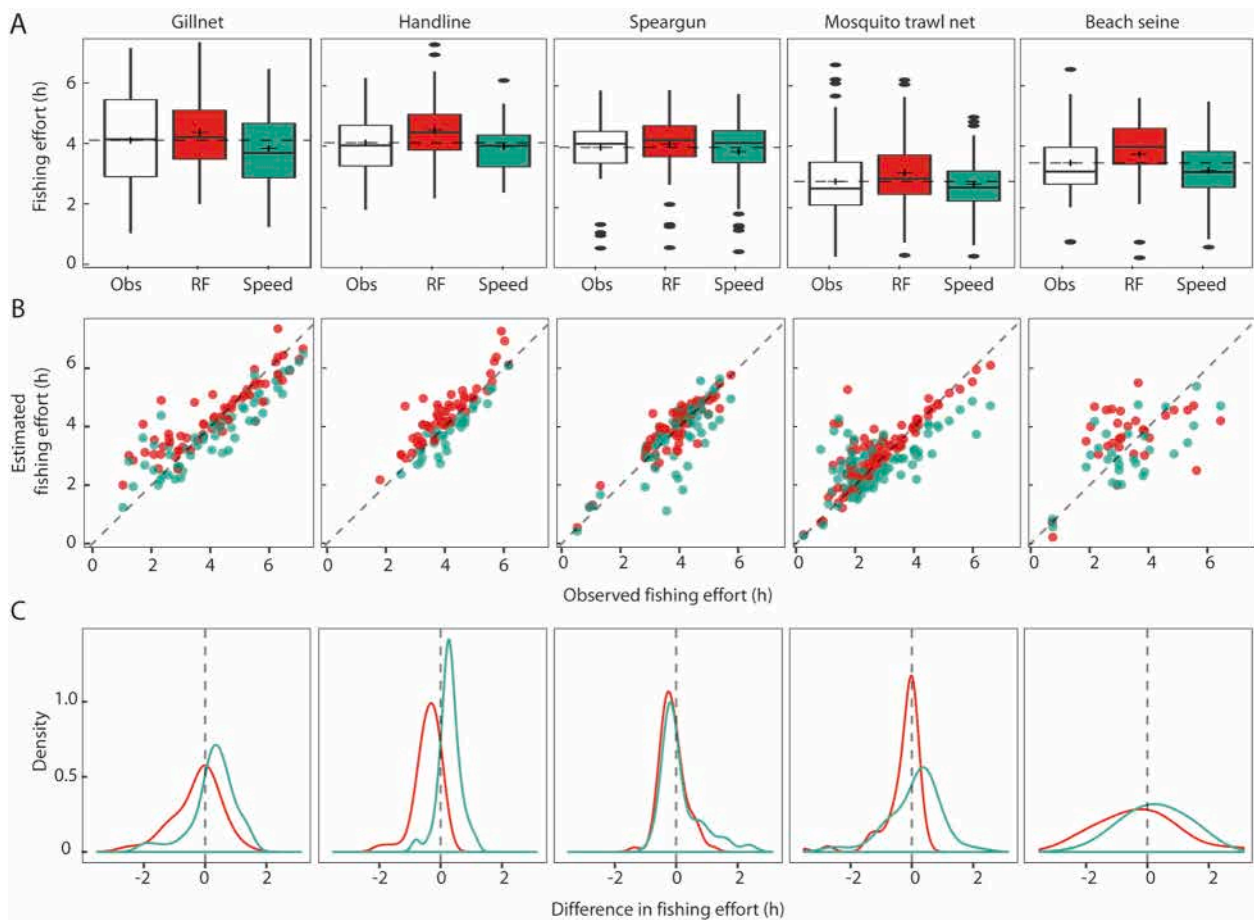 A
Gillnet Handline Speargun Mosquito trawl net Beach seine
Fishing effort (h)
6
4
2
0
Obs RF Speed Obs RF Speed Obs RF Speed Obs RF Speed Obs RF Speed
B
Estimated
fishing effort (h)
6
4
2
0
0 2 4 6 0 2 4 6 0 2 4 6 0 2 4 6 0 2 4 6
Observed fishing effort (h)
C
Density
1.0
0.5
0
-2 0 2 -2 0 2 -2 0 2 -2 0 2 -2 0 2
Difference in fishing effort (h)